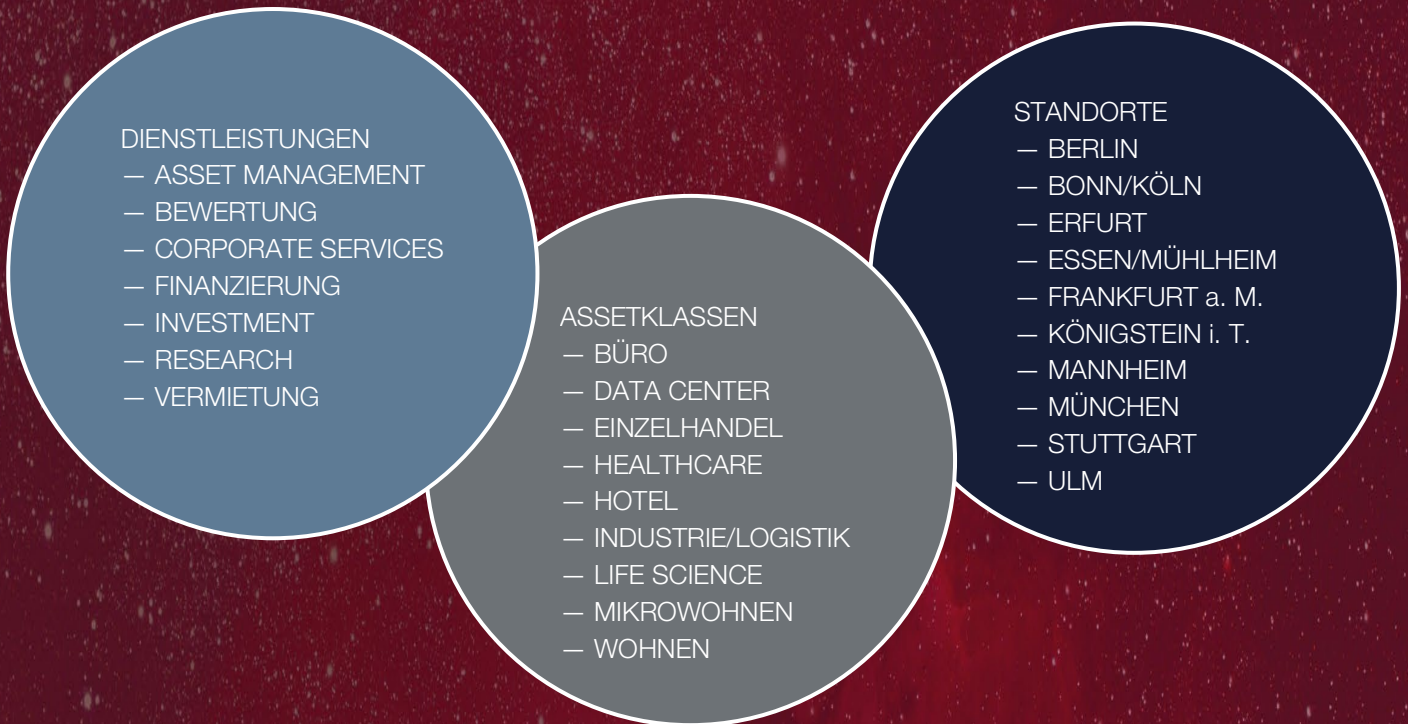 DIENSTLEISTUNGEN
— ASSET MANAGEMENT
— BEWERTUNG
— CORPORATE SERVICES
— FINANZIERUNG
— INVESTMENT
— RESEARCH
— VERMIETUNG
ASSETKLASSEN
— BÜRO
— DATA CENTER
— EINZELHANDEL
— HEALTHCARE
— HOTEL
— INDUSTRIE/LOGISTIK
— LIFE SCIENCE
— MIKROWOHNEN
— WOHNEN
STANDORTE
— BERLIN
— BONN/KÖLN
— ERFURT
— ESSEN/MÜHLHEIM
— FRANKFURT a. M.
— KÖNIGSTEIN i. T.
— MANNHEIM
— MÜNCHEN
— STUTTGART
— ULM